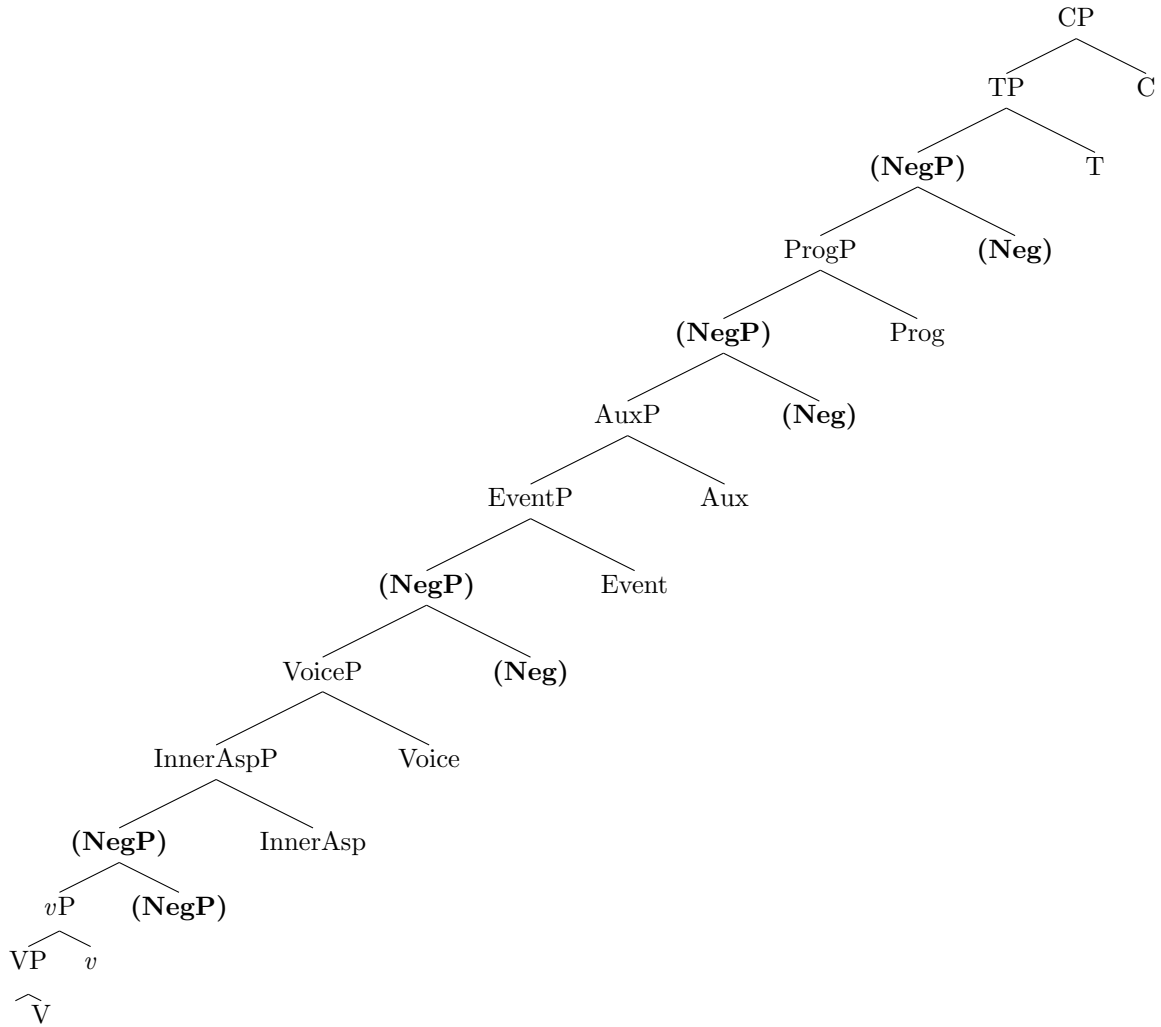 CP
TP C
(NegP) T
ProgP (Neg)
(NegP) Prog
AuxP (Neg)
EventP Aux
(NegP) Event
VoiceP (Neg)
InnerAspP Voice
(NegP) InnerAsp
vP (NegP)
VP v
V